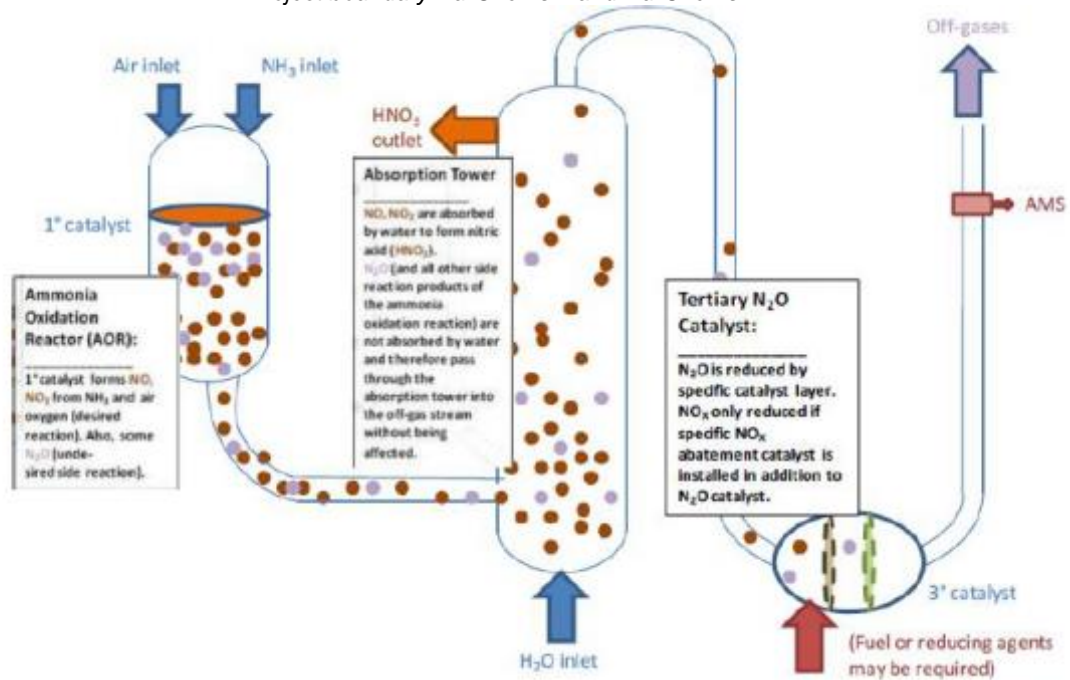 Air inlet
NH₃ inlet
1° catalyst
Ammonia
Oxidation
Reactor (AOR):
1° catalyst forms NO,
NO₂ from NH₃ and air
oxygen (desired
reaction). Also, some
N₂O (unde-
sired side reaction).
HNO₃
outlet
Absorption Tower
NO, NO₂ are absorbed
by water to form nitric
acid (HNO₃).
N₂O (and all other side
reaction products of
the ammonia
oxidation reaction) are
not absorbed by water
and therefore pass
through the
absorption tower into
the off-gas stream
without being
affected.
H₂O inlet
Tertiary N₂O
Catalyst:
N₂O is reduced by
specific catalyst layer.
NOₓ only reduced if
specific NOₓ
abatement catalyst is
installed in addition to
N₂O catalyst.
Off-gases
AMS
3° catalyst
(Fuel or reducing agents
may be required)